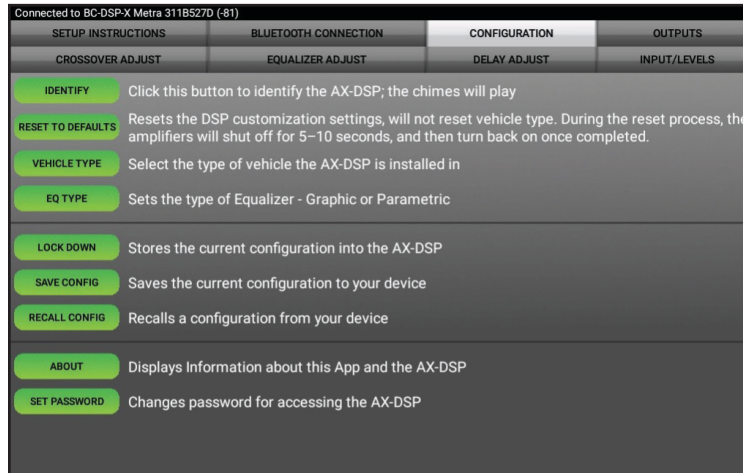 Connected to BC-DSP-X Metra 311B527D (-81)
SETUP INSTRUCTIONS BLUETOOTH CONNECTION CONFIGURATION OUTPUTS
CROSSOVER ADJUST EQUALIZER ADJUST DELAY ADJUST INPUT/LEVELS
IDENTIFY Click this button to identify the AX-DSP; the chimes will play
RESET TO DEFAULTS Resets the DSP customization settings, will not reset vehicle type. During the reset process, the
amplifiers will shut off for 5–10 seconds, and then turn back on once completed.
VEHICLE TYPE Select the type of vehicle the AX-DSP is installed in
EQ TYPE Sets the type of Equalizer - Graphic or Parametric
LOCK DOWN Stores the current configuration into the AX-DSP
SAVE CONFIG Saves the current configuration to your device
RECALL CONFIG Recalls a configuration from your device
ABOUT Displays Information about this App and the AX-DSP
SET PASSWORD Changes password for accessing the AX-DSP